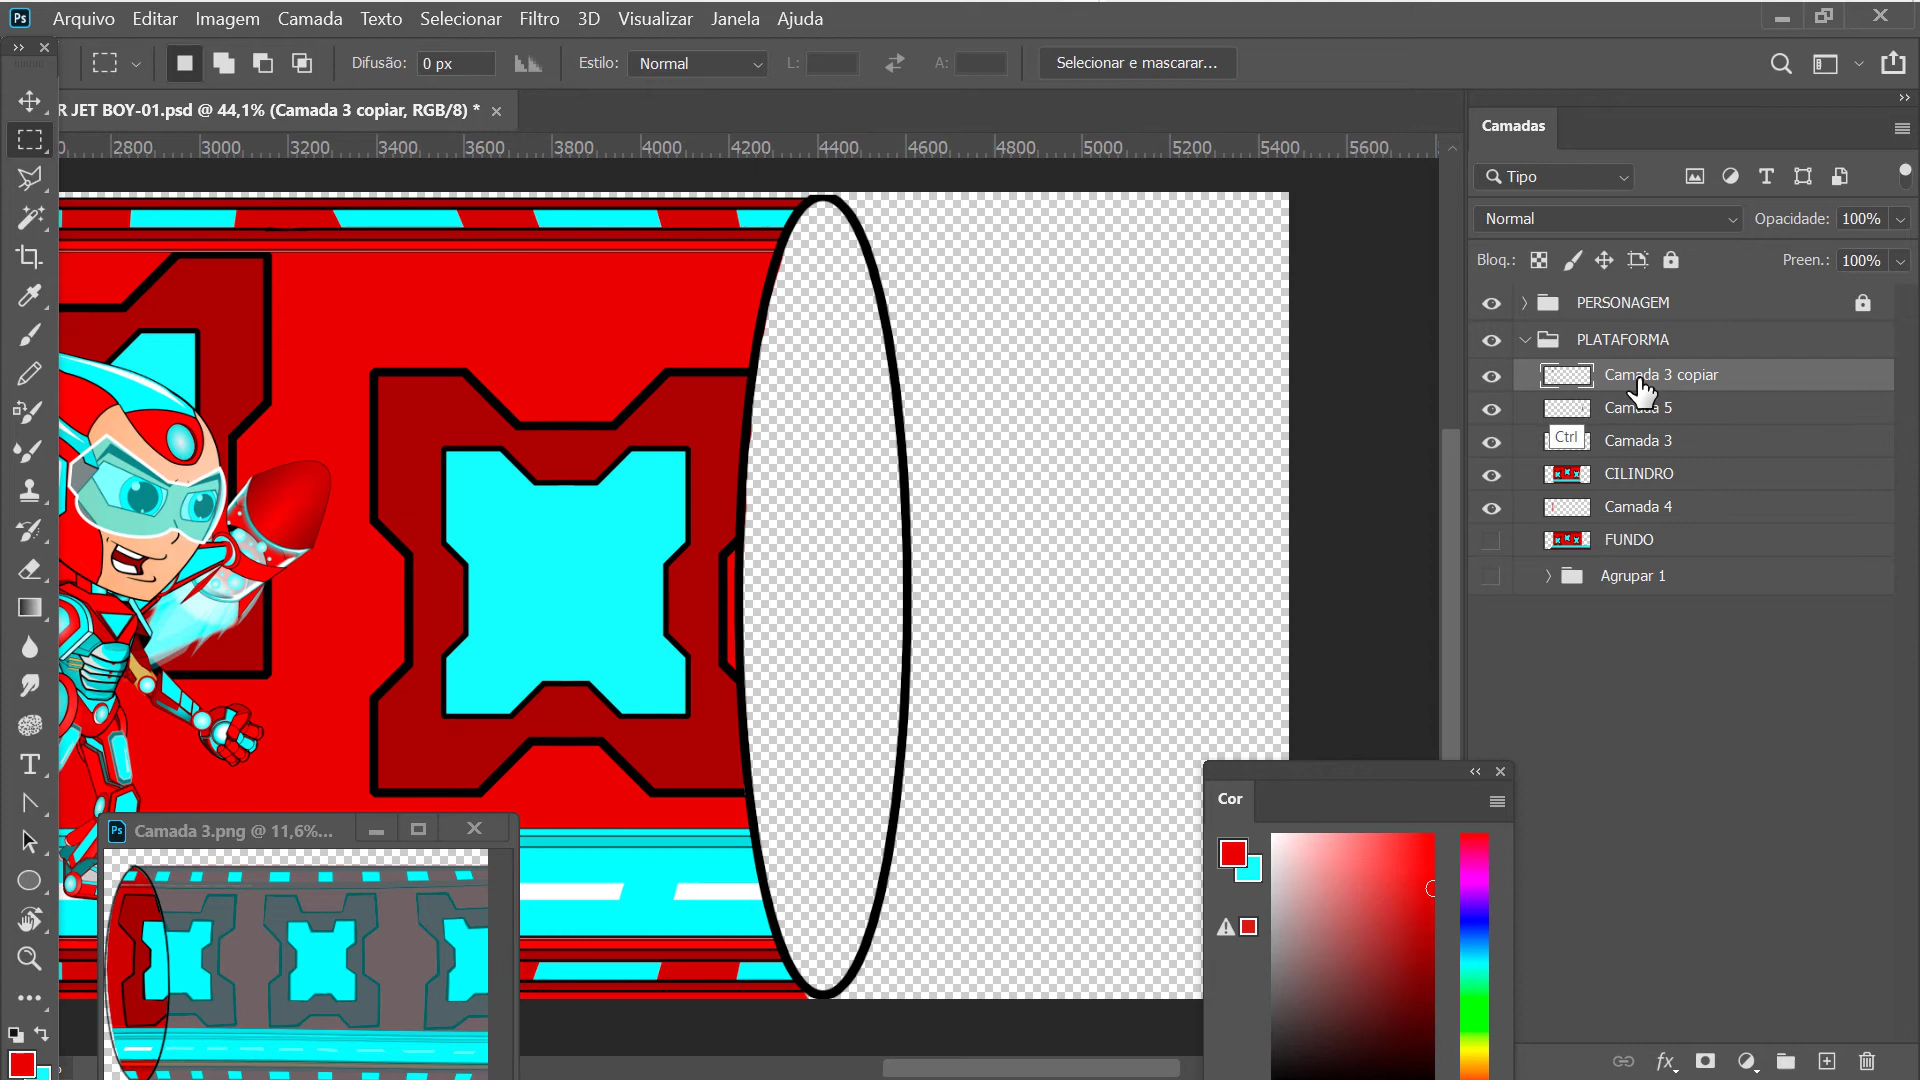 Ps Arquivo Editar Imagem Camada Texto Selecionar Filtro 3D Visualizar Janela Ajuda
Difusão: 0 px Estilo: Normal L: A: Selecionar e mascarar...
R JET BOY-01.psd @ 44,1% (Camada 3 copiar, RGB/8) *
2800 3000 3200 3400 3600 3800 4000 4200 4400 4600 4800 5000 5200 5400 5600
Camadas
Tipo
Normal Opacidade: 100%
Bloq.: Preen.: 100%
PERSONAGEM
PLATAFORMA
Camada 3 copiar
Camada 5
Ctrl
Camada 3
CILINDRO
Camada 4
FUNDO
Agrupar 1
Cor
Ps Camada 3.png @ 11,6%...
fx